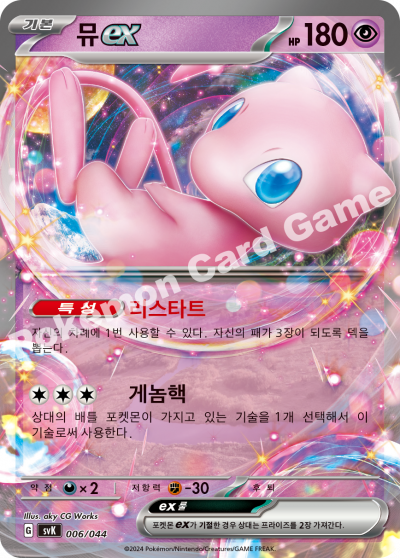 기본 뮤ex HP 180
Pokémon Card Game
특성 리스타트
자신의 차례에 1번 사용할 수 있다. 자신의 패가 3장이 되도록 덱을
뽑는다.
게놈핵
상대의 배틀 포켓몬이 가지고 있는 기술을 1개 선택해서 이
기술로써 사용한다.
약점 ×2 저항력 -30 후퇴
Illus. aky CG Works
G svK 006/044
ex룰
포켓몬ex가 기절한 경우 상대는 프라이즈를 2장 가져간다.
©2024 Pokémon/Nintendo/Creatures/GAME FREAK.